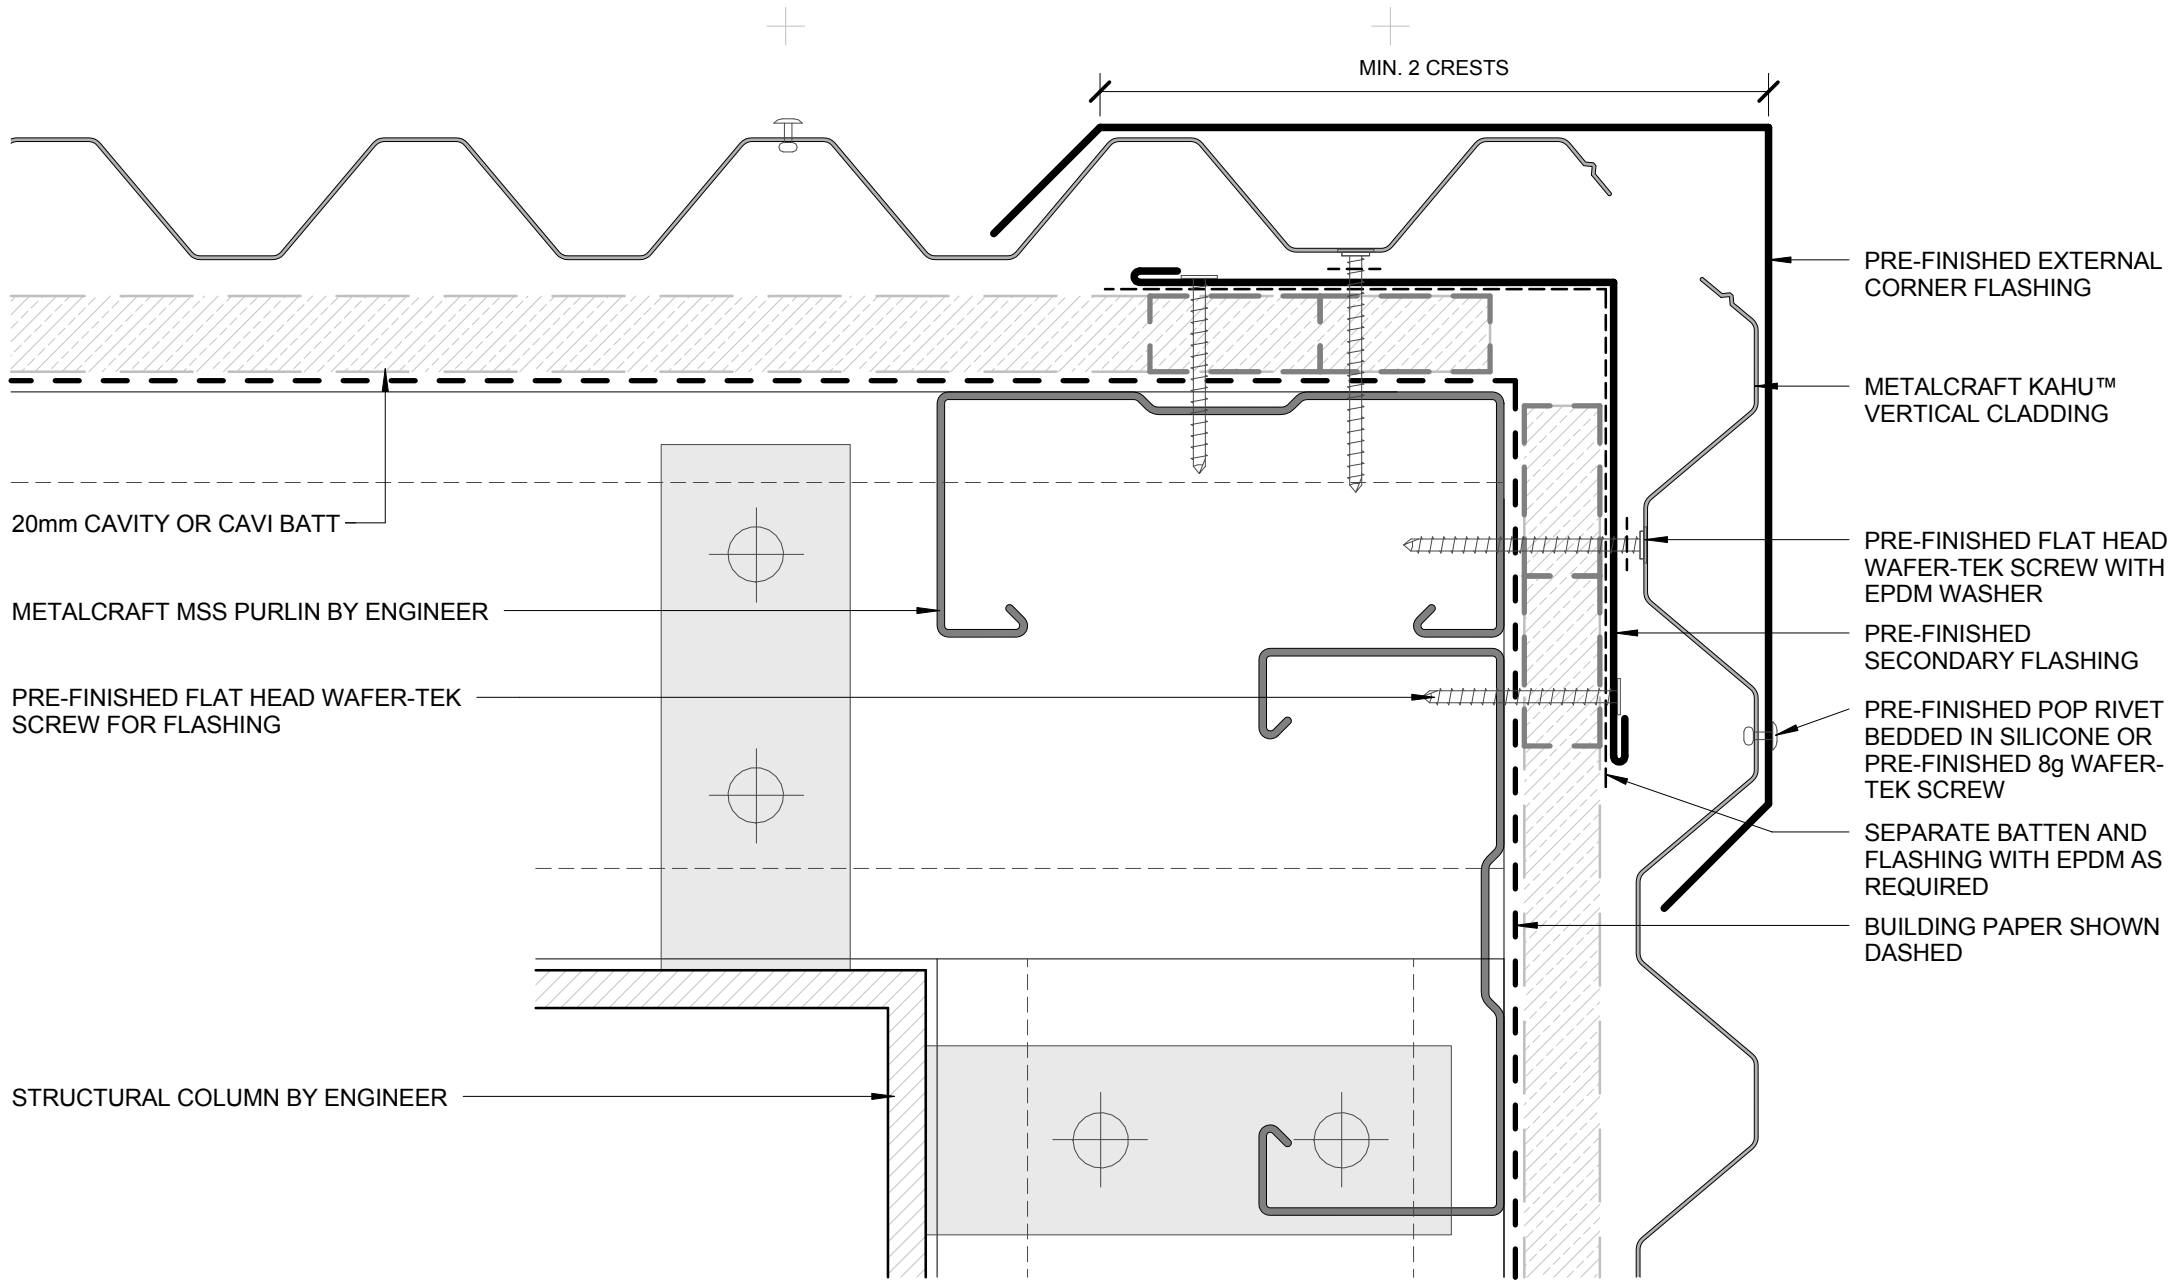 MIN. 2 CRESTS
PRE-FINISHED EXTERNAL
CORNER FLASHING
METALCRAFT KAHU™
VERTICAL CLADDING
20mm CAVITY OR CAVI BATT
PRE-FINISHED FLAT HEAD
WAFER-TEK SCREW WITH
EPDM WASHER
METALCRAFT MSS PURLIN BY ENGINEER
PRE-FINISHED
SECONDARY FLASHING
PRE-FINISHED FLAT HEAD WAFER-TEK
SCREW FOR FLASHING
PRE-FINISHED POP RIVET
BEDDED IN SILICONE OR
PRE-FINISHED 8g WAFER-
TEK SCREW
SEPARATE BATTEN AND
FLASHING WITH EPDM AS
REQUIRED
BUILDING PAPER SHOWN
DASHED
STRUCTURAL COLUMN BY ENGINEER